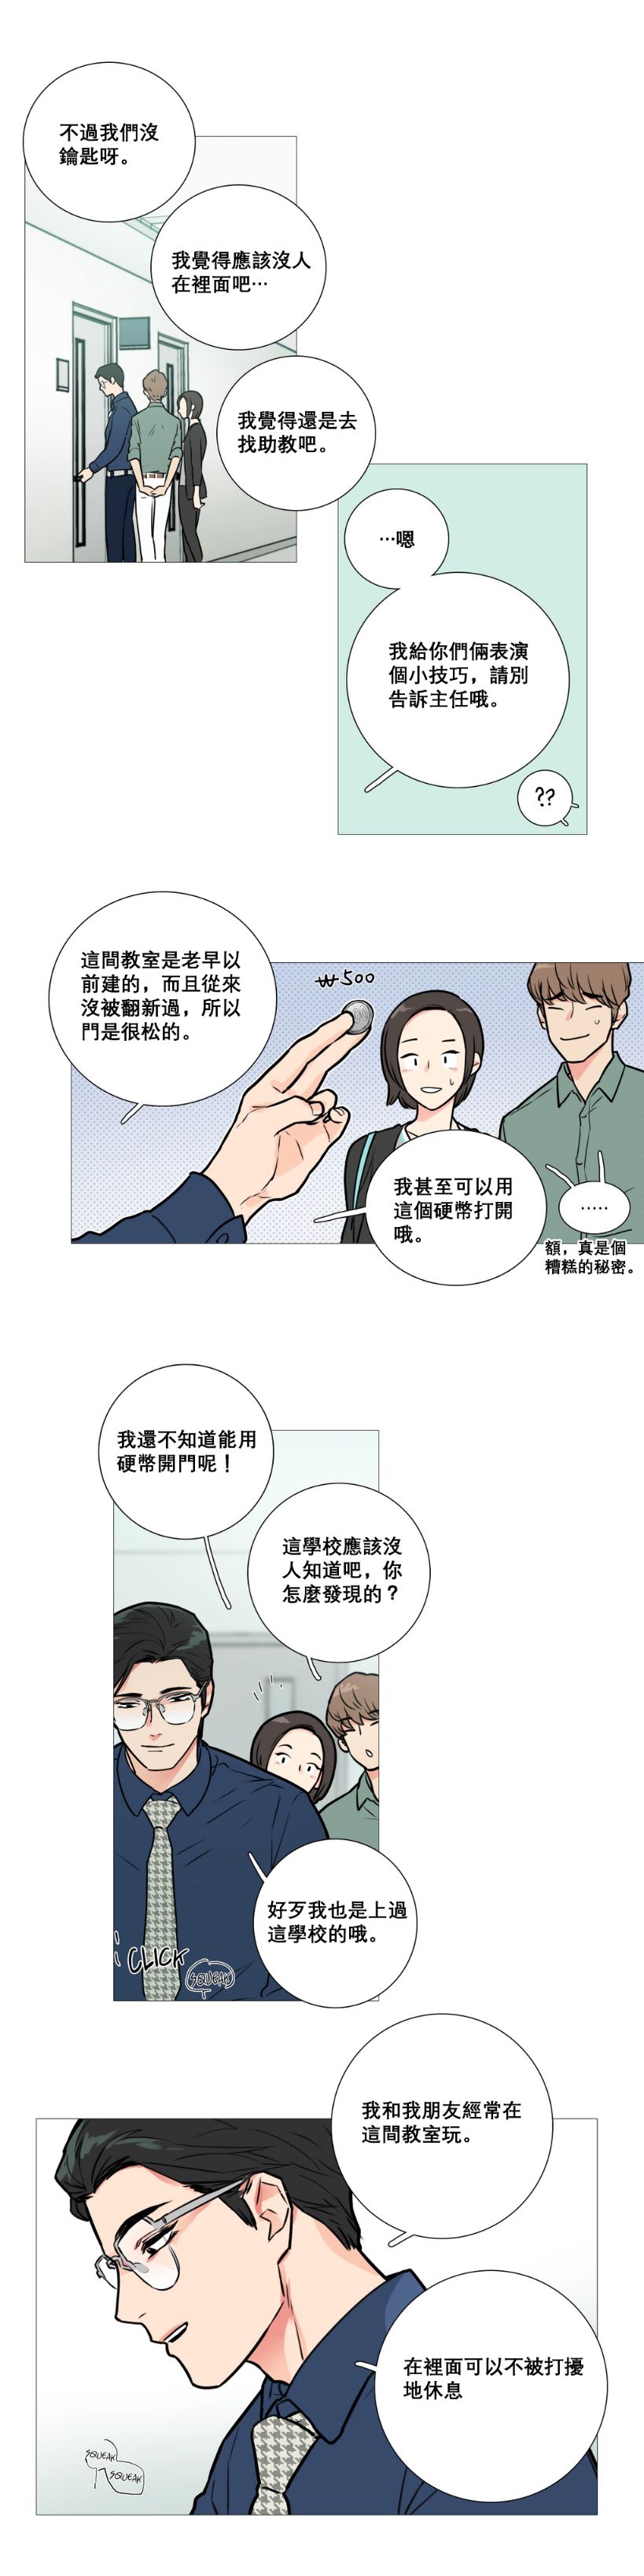 不過我們沒
鑰匙呀。
我覺得應該沒人
在裡面吧…
我覺得還是去
找助教吧。
…嗯
我給你們倆表演
個小技巧，請別
告訴主任哦。
??
這間教室是老早以
前建的，而且從來
沒被翻新過，所以
門是很松的。
₩500
我甚至可以用
這個硬幣打開
哦。
.....
額，真是個
糟糕的秘密。
我還不知道能用
硬幣開門呢！
這學校應該沒
人知道吧，你
怎麼發現的？
好歹我也是上過
這學校的哦。
CLICK
SQUEAK
我和我朋友經常在
這間教室玩。
在裡面可以不被打擾
地休息
SQUEAK
SQUEAK